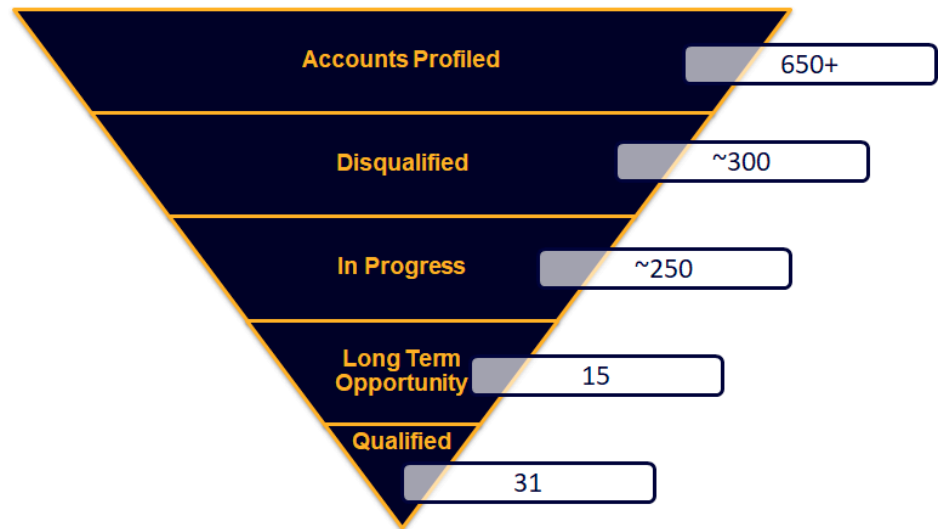 Accounts Profiled
650+
Disqualified
~300
In Progress
~250
Long Term
Opportunity
15
Qualified
31